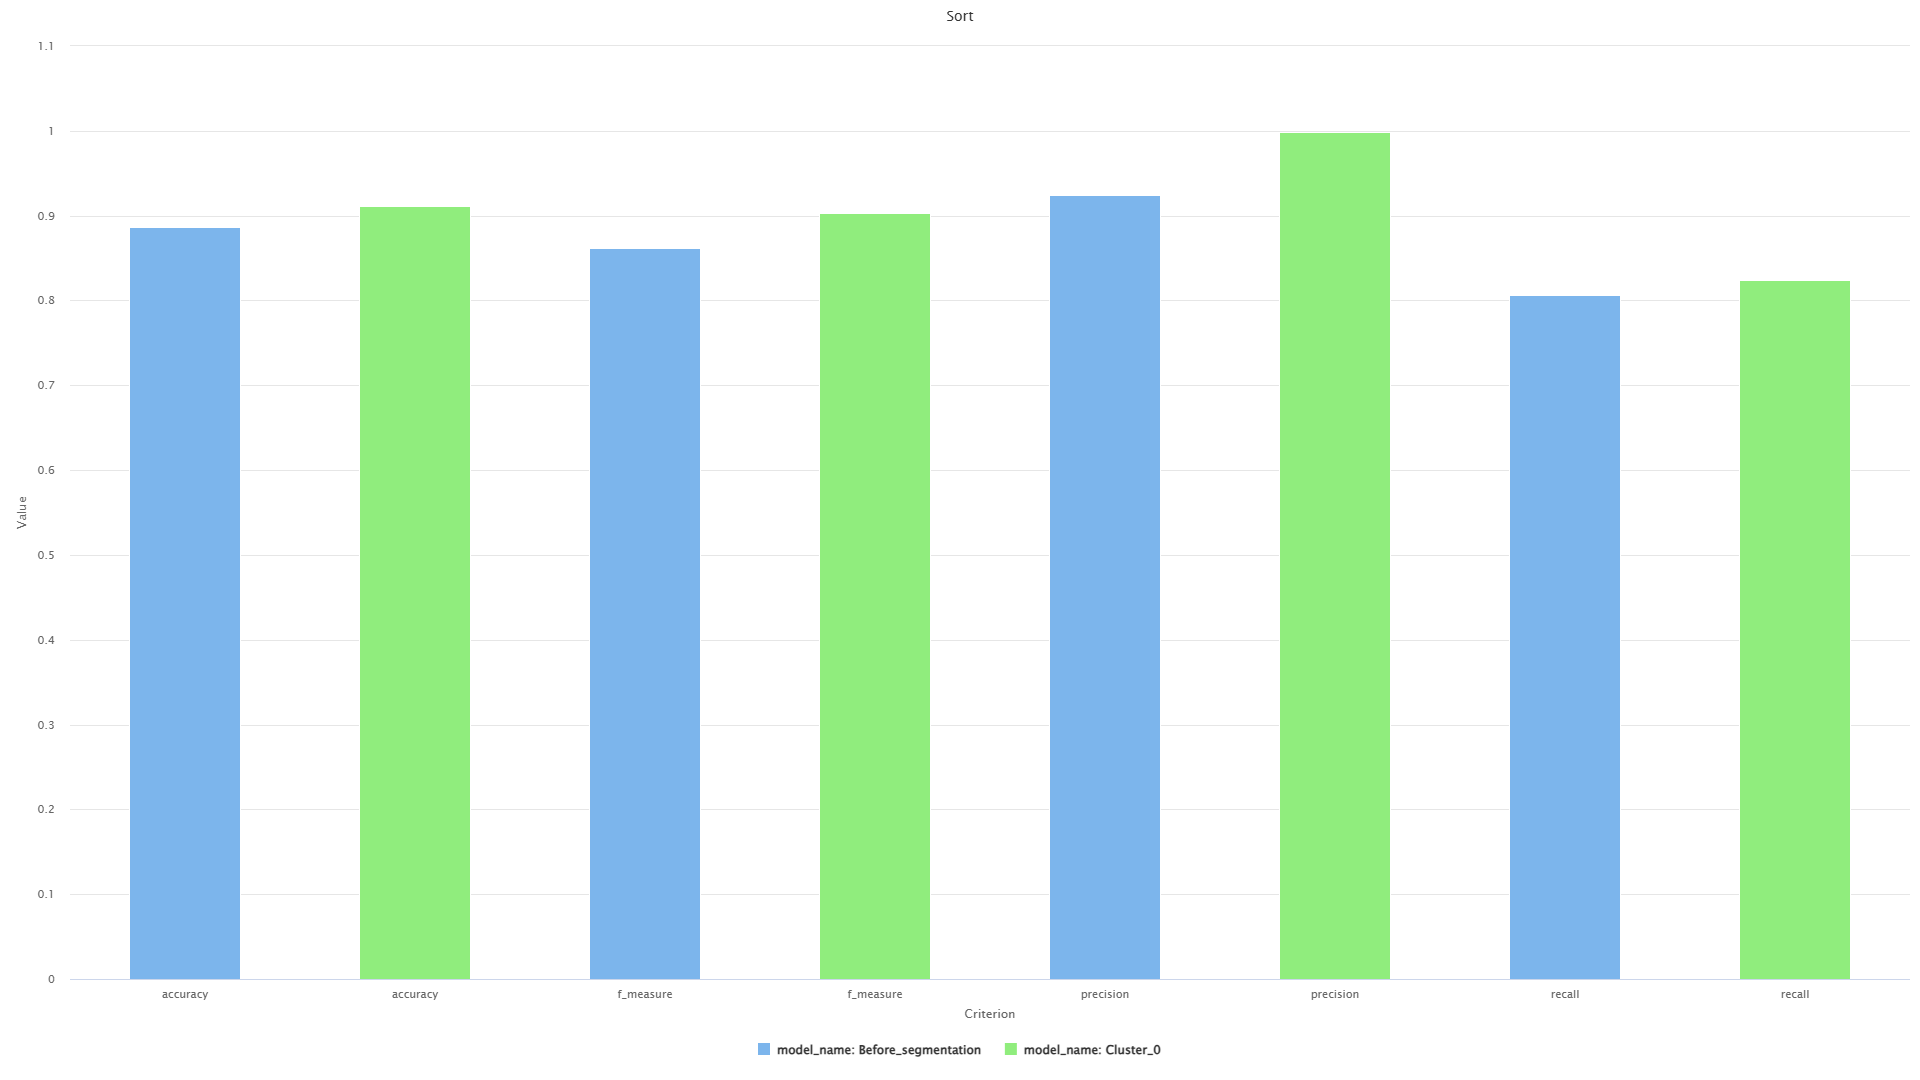 Sort
1.1
1
0.9
0.8
0.7
0.6
0.5
0.4
0.3
0.2
0.1
0
Value
accuracy accuracy f_measure f_measure precision precision recall recall
Criterion
model_name: Before_segmentation model_name: Cluster_0